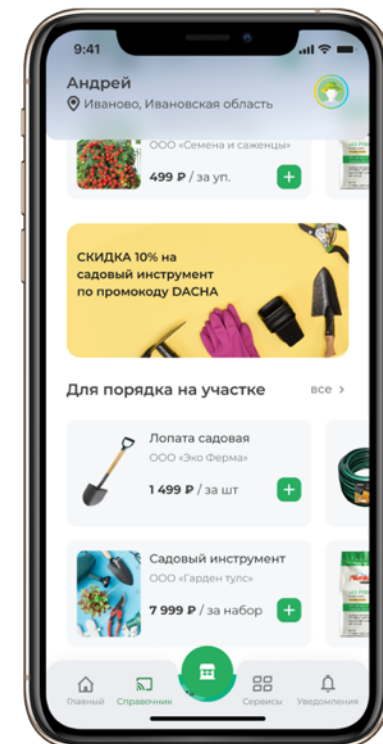 9:41
Андрей
Иваново, Ивановская область
ООО «Семена и саженцы»
499 ₽ / за уп.
СКИДКА 10% на
садовый инструмент
по промокоду DACHA
Для порядка на участке
все >
Лопата садовая
ООО «Эко Ферма»
1 499 ₽ / за шт
Садовый инструмент
ООО «Гарден тулс»
7 999 ₽ / за набор
Главный Справочник Сервисы Уведомления